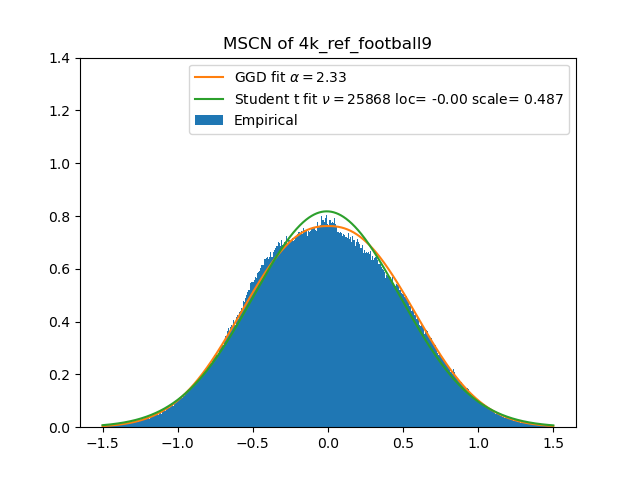 MSCN of 4k_ref_football9
GGD fit α = 2.33
Student t fit ν = 25868 loc= -0.00 scale= 0.487
Empirical
1.4
1.2
1.0
0.8
0.6
0.4
0.2
0.0
−1.5 −1.0 −0.5 0.0 0.5 1.0 1.5